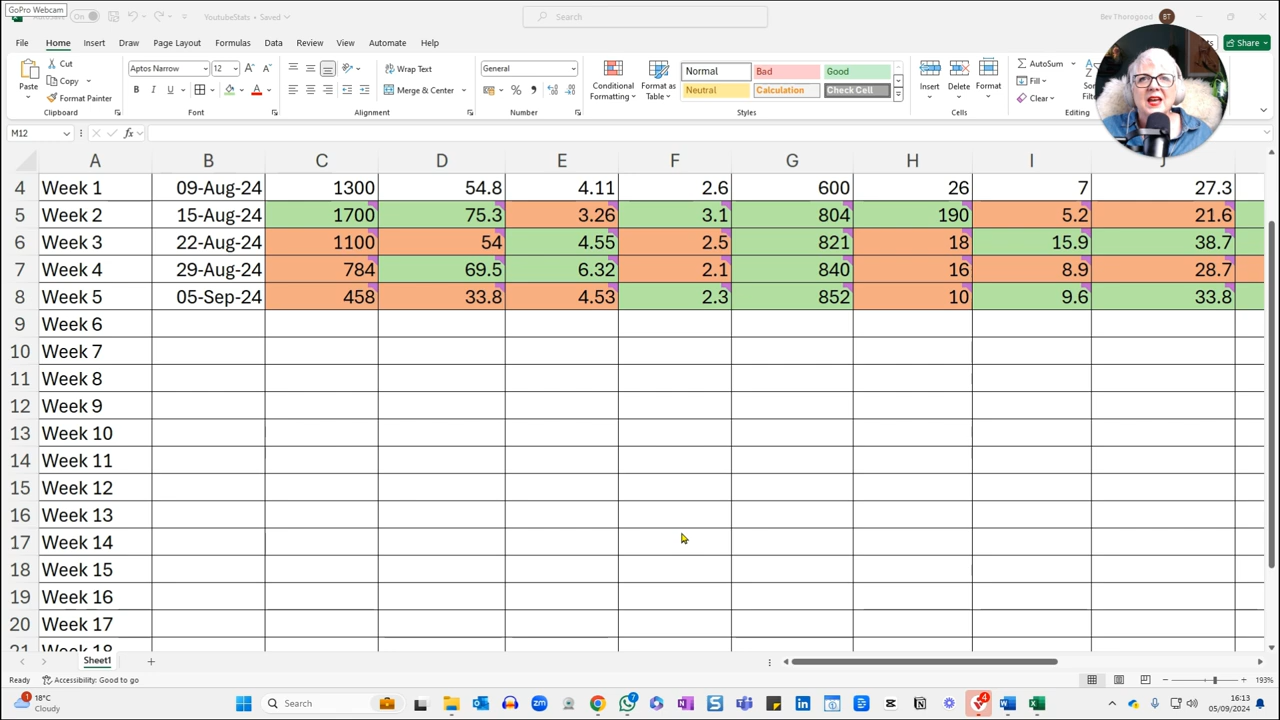 GoPro Webcam
On
YoutubeStats • Saved
Search
Bev Thorogood
BT
File Home Insert Draw Page Layout Formulas Data Review View Automate Help
Share
Paste
Cut
Copy
Format Painter
Clipboard
Aptos Narrow 12
B I U
Font
Wrap Text
Merge & Center
Alignment
General
Number
Conditional Formatting
Format as Table
Normal Bad Good
Neutral Calculation Check Cell
Styles
Insert Delete Format
Cells
AutoSum
Fill
Clear
Editing
M12 fx
A B C D E F G H I J
4 Week 1 09-Aug-24 1300 54.8 4.11 2.6 600 26 7 27.3
5 Week 2 15-Aug-24 1700 75.3 3.26 3.1 804 190 5.2 21.6
6 Week 3 22-Aug-24 1100 54 4.55 2.5 821 18 15.9 38.7
7 Week 4 29-Aug-24 784 69.5 6.32 2.1 840 16 8.9 28.7
8 Week 5 05-Sep-24 458 33.8 4.53 2.3 852 10 9.6 33.8
9 Week 6
10 Week 7
11 Week 8
12 Week 9
13 Week 10
14 Week 11
15 Week 12
16 Week 13
17 Week 14
18 Week 15
19 Week 16
20 Week 17
21 Week 18
Sheet1
Ready Accessibility: Good to go 193%
1 18°C
Cloudy
Search
7
4
16:13
05/09/2024